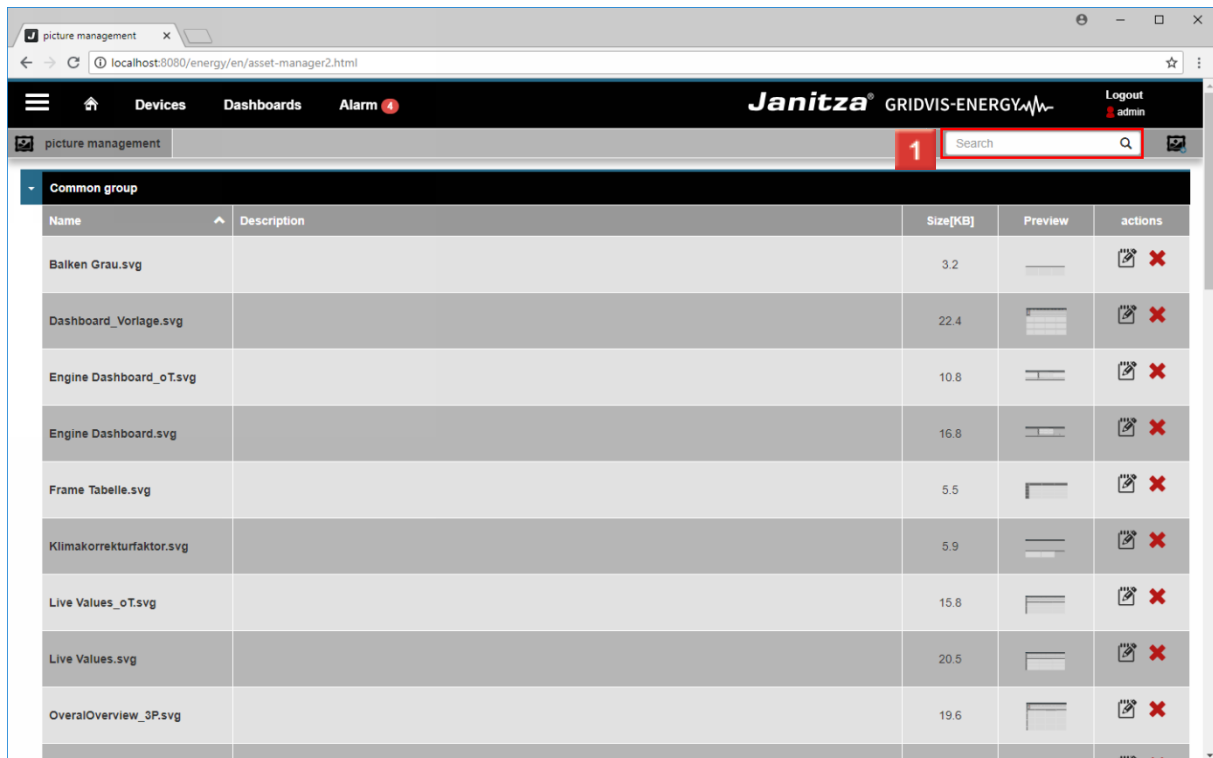 picture management
localhost:8080/energy/en/asset-manager2.html
Devices Dashboards Alarm 4 Janitza® GRIDVIS-ENERGY Logout
admin
picture management 1 Search
Common group
Name Description Size[KB] Preview actions
Balken Grau.svg 3.2
Dashboard_Vorlage.svg 22.4
Engine Dashboard_oT.svg 10.8
Engine Dashboard.svg 16.8
Frame Tabelle.svg 5.5
Klimakorrekturfaktor.svg 5.9
Live Values_oT.svg 15.8
Live Values.svg 20.5
OveralOverview_3P.svg 19.6